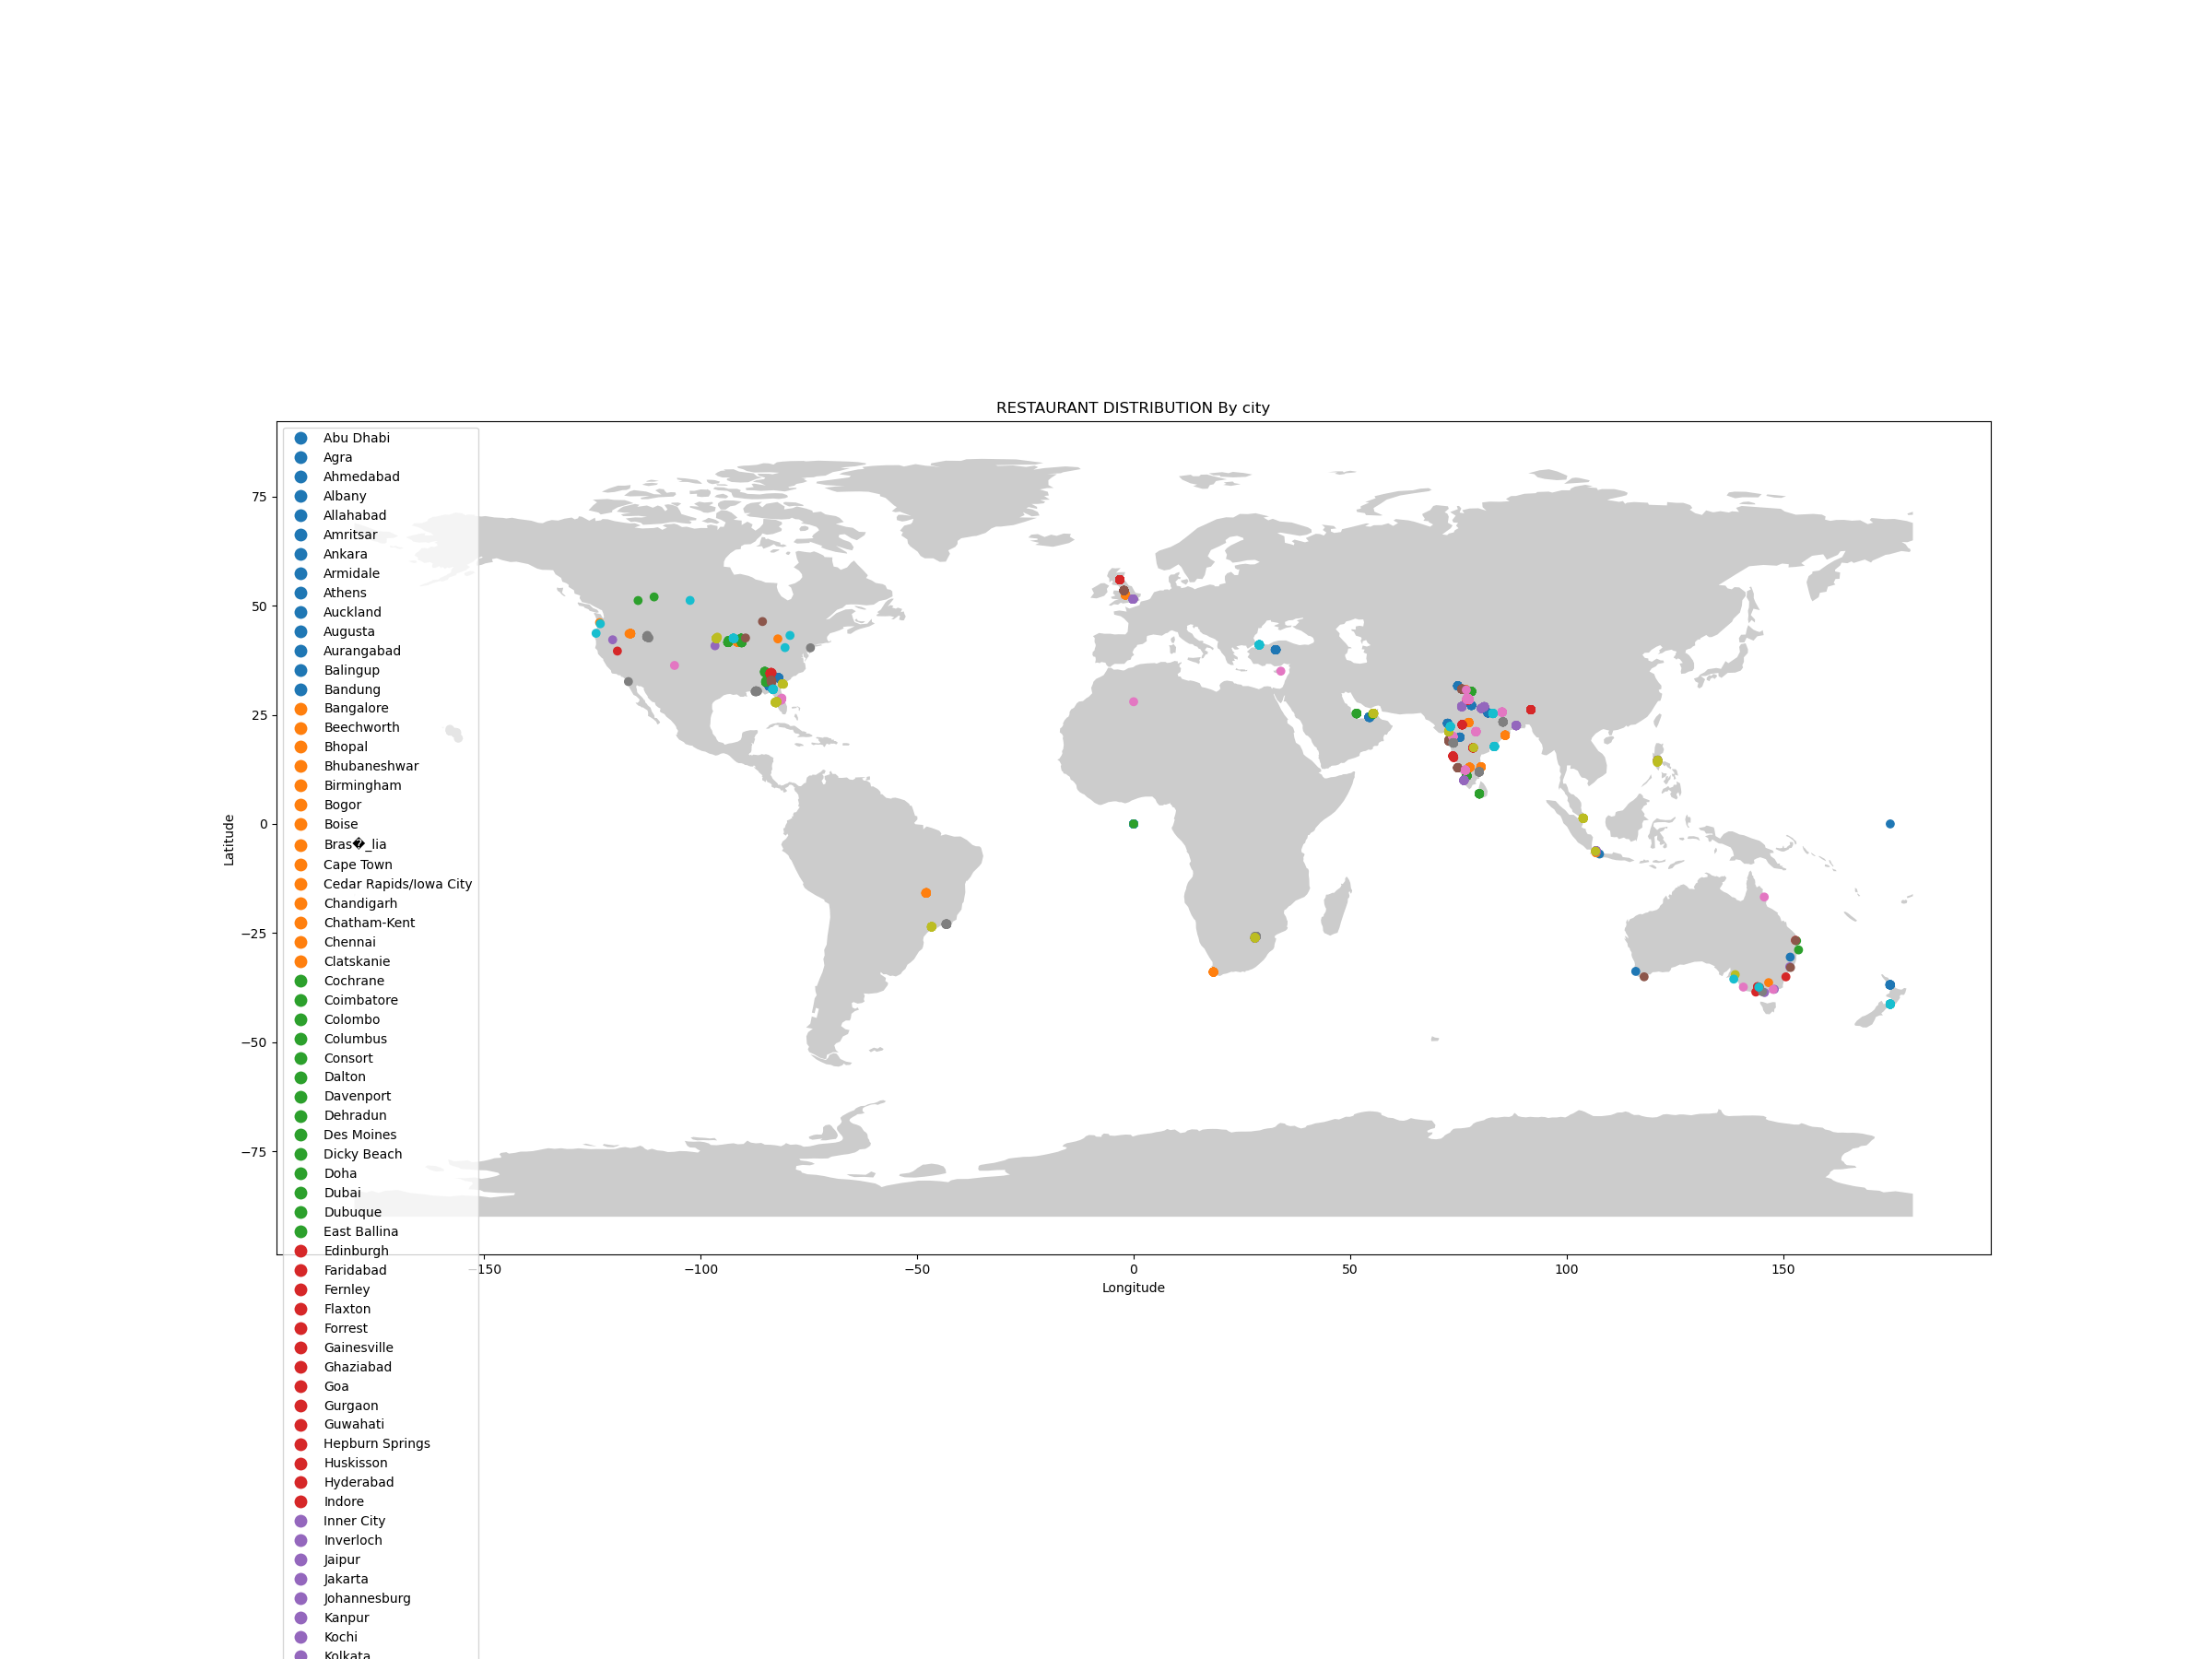 RESTAURANT DISTRIBUTION By city
Abu Dhabi
Agra
Ahmedabad
Albany
Allahabad
Amritsar
Ankara
Armidale
Athens
Auckland
Augusta
Aurangabad
Balingup
Bandung
Bangalore
Beechworth
Bhopal
Bhubaneshwar
Birmingham
Bogor
Boise
Bras�_lia
Cape Town
Cedar Rapids/Iowa City
Chandigarh
Chatham-Kent
Chennai
Clatskanie
Cochrane
Coimbatore
Colombo
Columbus
Consort
Dalton
Davenport
Dehradun
Des Moines
Dicky Beach
Doha
Dubai
Dubuque
East Ballina
Edinburgh
Faridabad
Fernley
Flaxton
Forrest
Gainesville
Ghaziabad
Goa
Gurgaon
Guwahati
Hepburn Springs
Huskisson
Hyderabad
Indore
Inner City
Inverloch
Jaipur
Jakarta
Johannesburg
Kanpur
Kochi
Kolkata
75
50
25
0
−25
−50
−75
Latitude
−150 −100 −50 0 50 100 150
Longitude